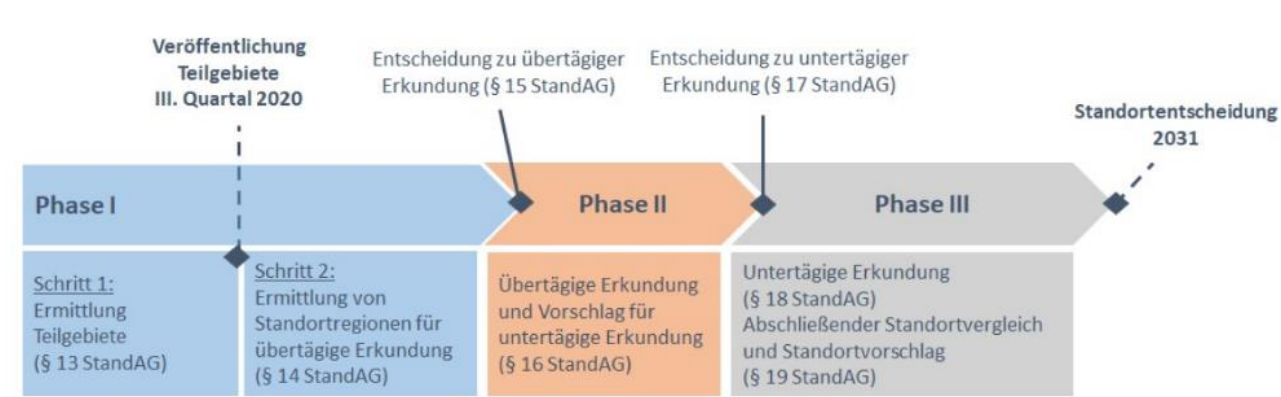 Veröffentlichung
Teilgebiete
III. Quartal 2020
Entscheidung zu übertägiger
Erkundung (§ 15 StandAG)
Entscheidung zu untertägiger
Erkundung (§ 17 StandAG)
Standortentscheidung
2031
Phase I
Phase II
Phase III
Schritt 1:
Ermittlung
Teilgebiete
(§ 13 StandAG)
Schritt 2:
Ermittlung von
Standortregionen für
übertägige Erkundung
(§ 14 StandAG)
Übertägige Erkundung
und Vorschlag für
untertägige Erkundung
(§ 16 StandAG)
Untertägige Erkundung
(§ 18 StandAG)
Abschließender Standortvergleich
und Standortvorschlag
(§ 19 StandAG)